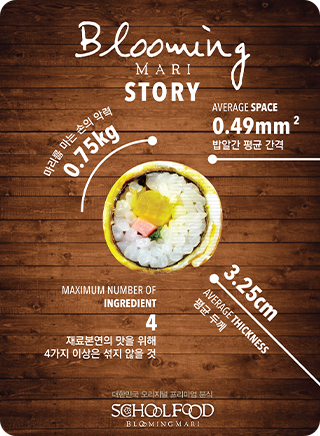 Blooming
MARI
STORY
마리를 마는 손의 악력
0.75kg
AVERAGE SPACE
0.49mm²
밥알간 평균 간격
MAXIMUM NUMBER OF
INGREDIENT
4
재료본연의 맛을 위해
4가지 이상은 섞지 않을 것
3.25cm
AVERAGE THICKNESS
평균 두께
대한민국 오리지널 프리미엄 분식
SCHOOLFOOD
BLOOMING MARI